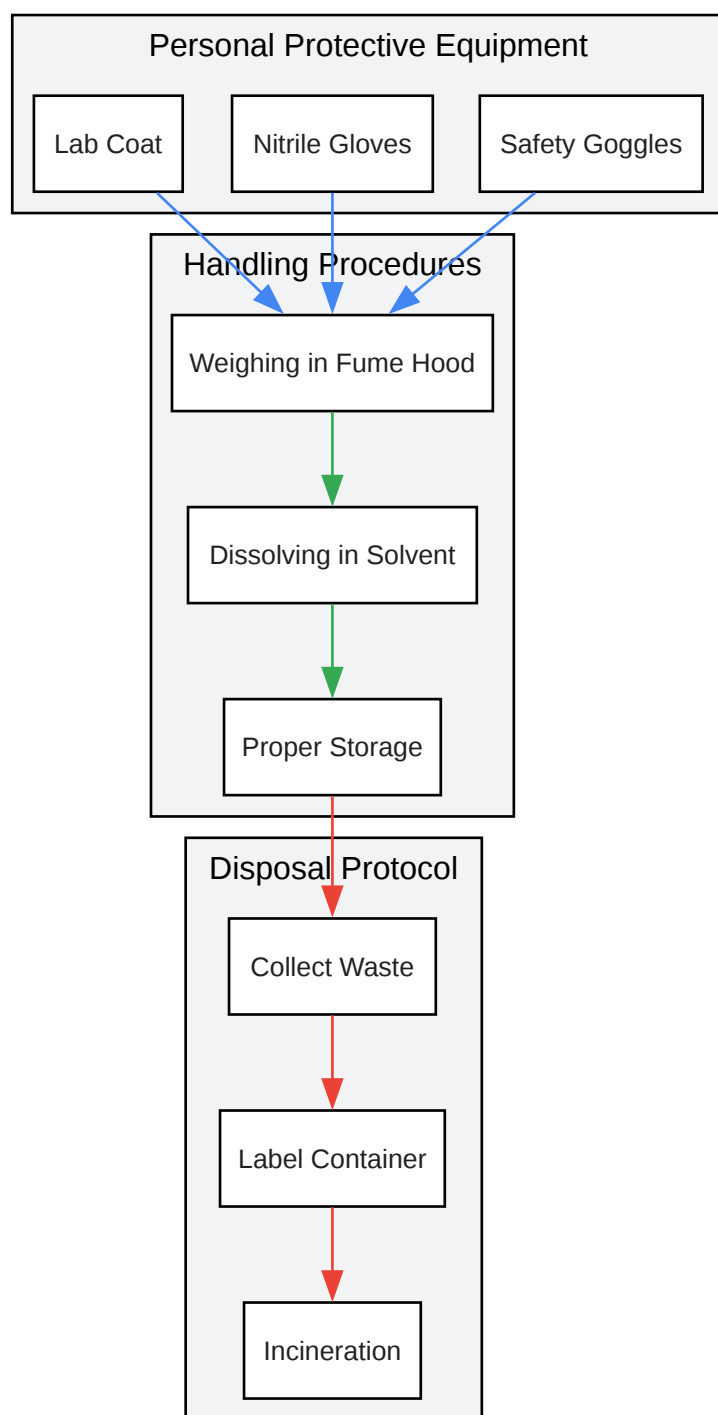 Personal Protective Equipment
Lab Coat
Nitrile Gloves
Safety Goggles
Handling Procedures
Weighing in Fume Hood
Dissolving in Solvent
Proper Storage
Disposal Protocol
Collect Waste
Label Container
Incineration